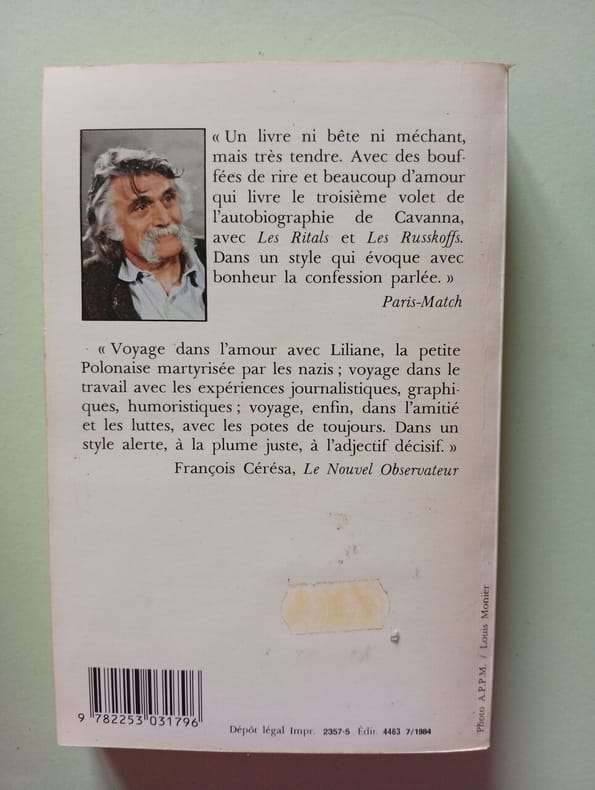 « Un livre ni bête ni méchant,
mais très tendre. Avec des bouf-
fées de rire et beaucoup d'amour
qui livre le troisième volet de
l'autobiographie de Cavanna,
avec Les Ritals et Les Russkoffs.
Dans un style qui évoque avec
bonheur la confession parlée. »
Paris-Match
« Voyage dans l'amour avec Liliane, la petite
Polonaise martyrisée par les nazis ; voyage dans le
travail avec les expériences journalistiques, graphi-
ques, humoristiques ; voyage, enfin, dans l'amitié
et les luttes, avec les potes de toujours. Dans un
style alerte, à la plume juste, à l'adjectif décisif. »
François Cérésa, Le Nouvel Observateur
Photo A.P.P.M. / Louis Monier
9 782253 031796
Dépôt légal Impr. 2357-5 Édit. 4463 7/1984